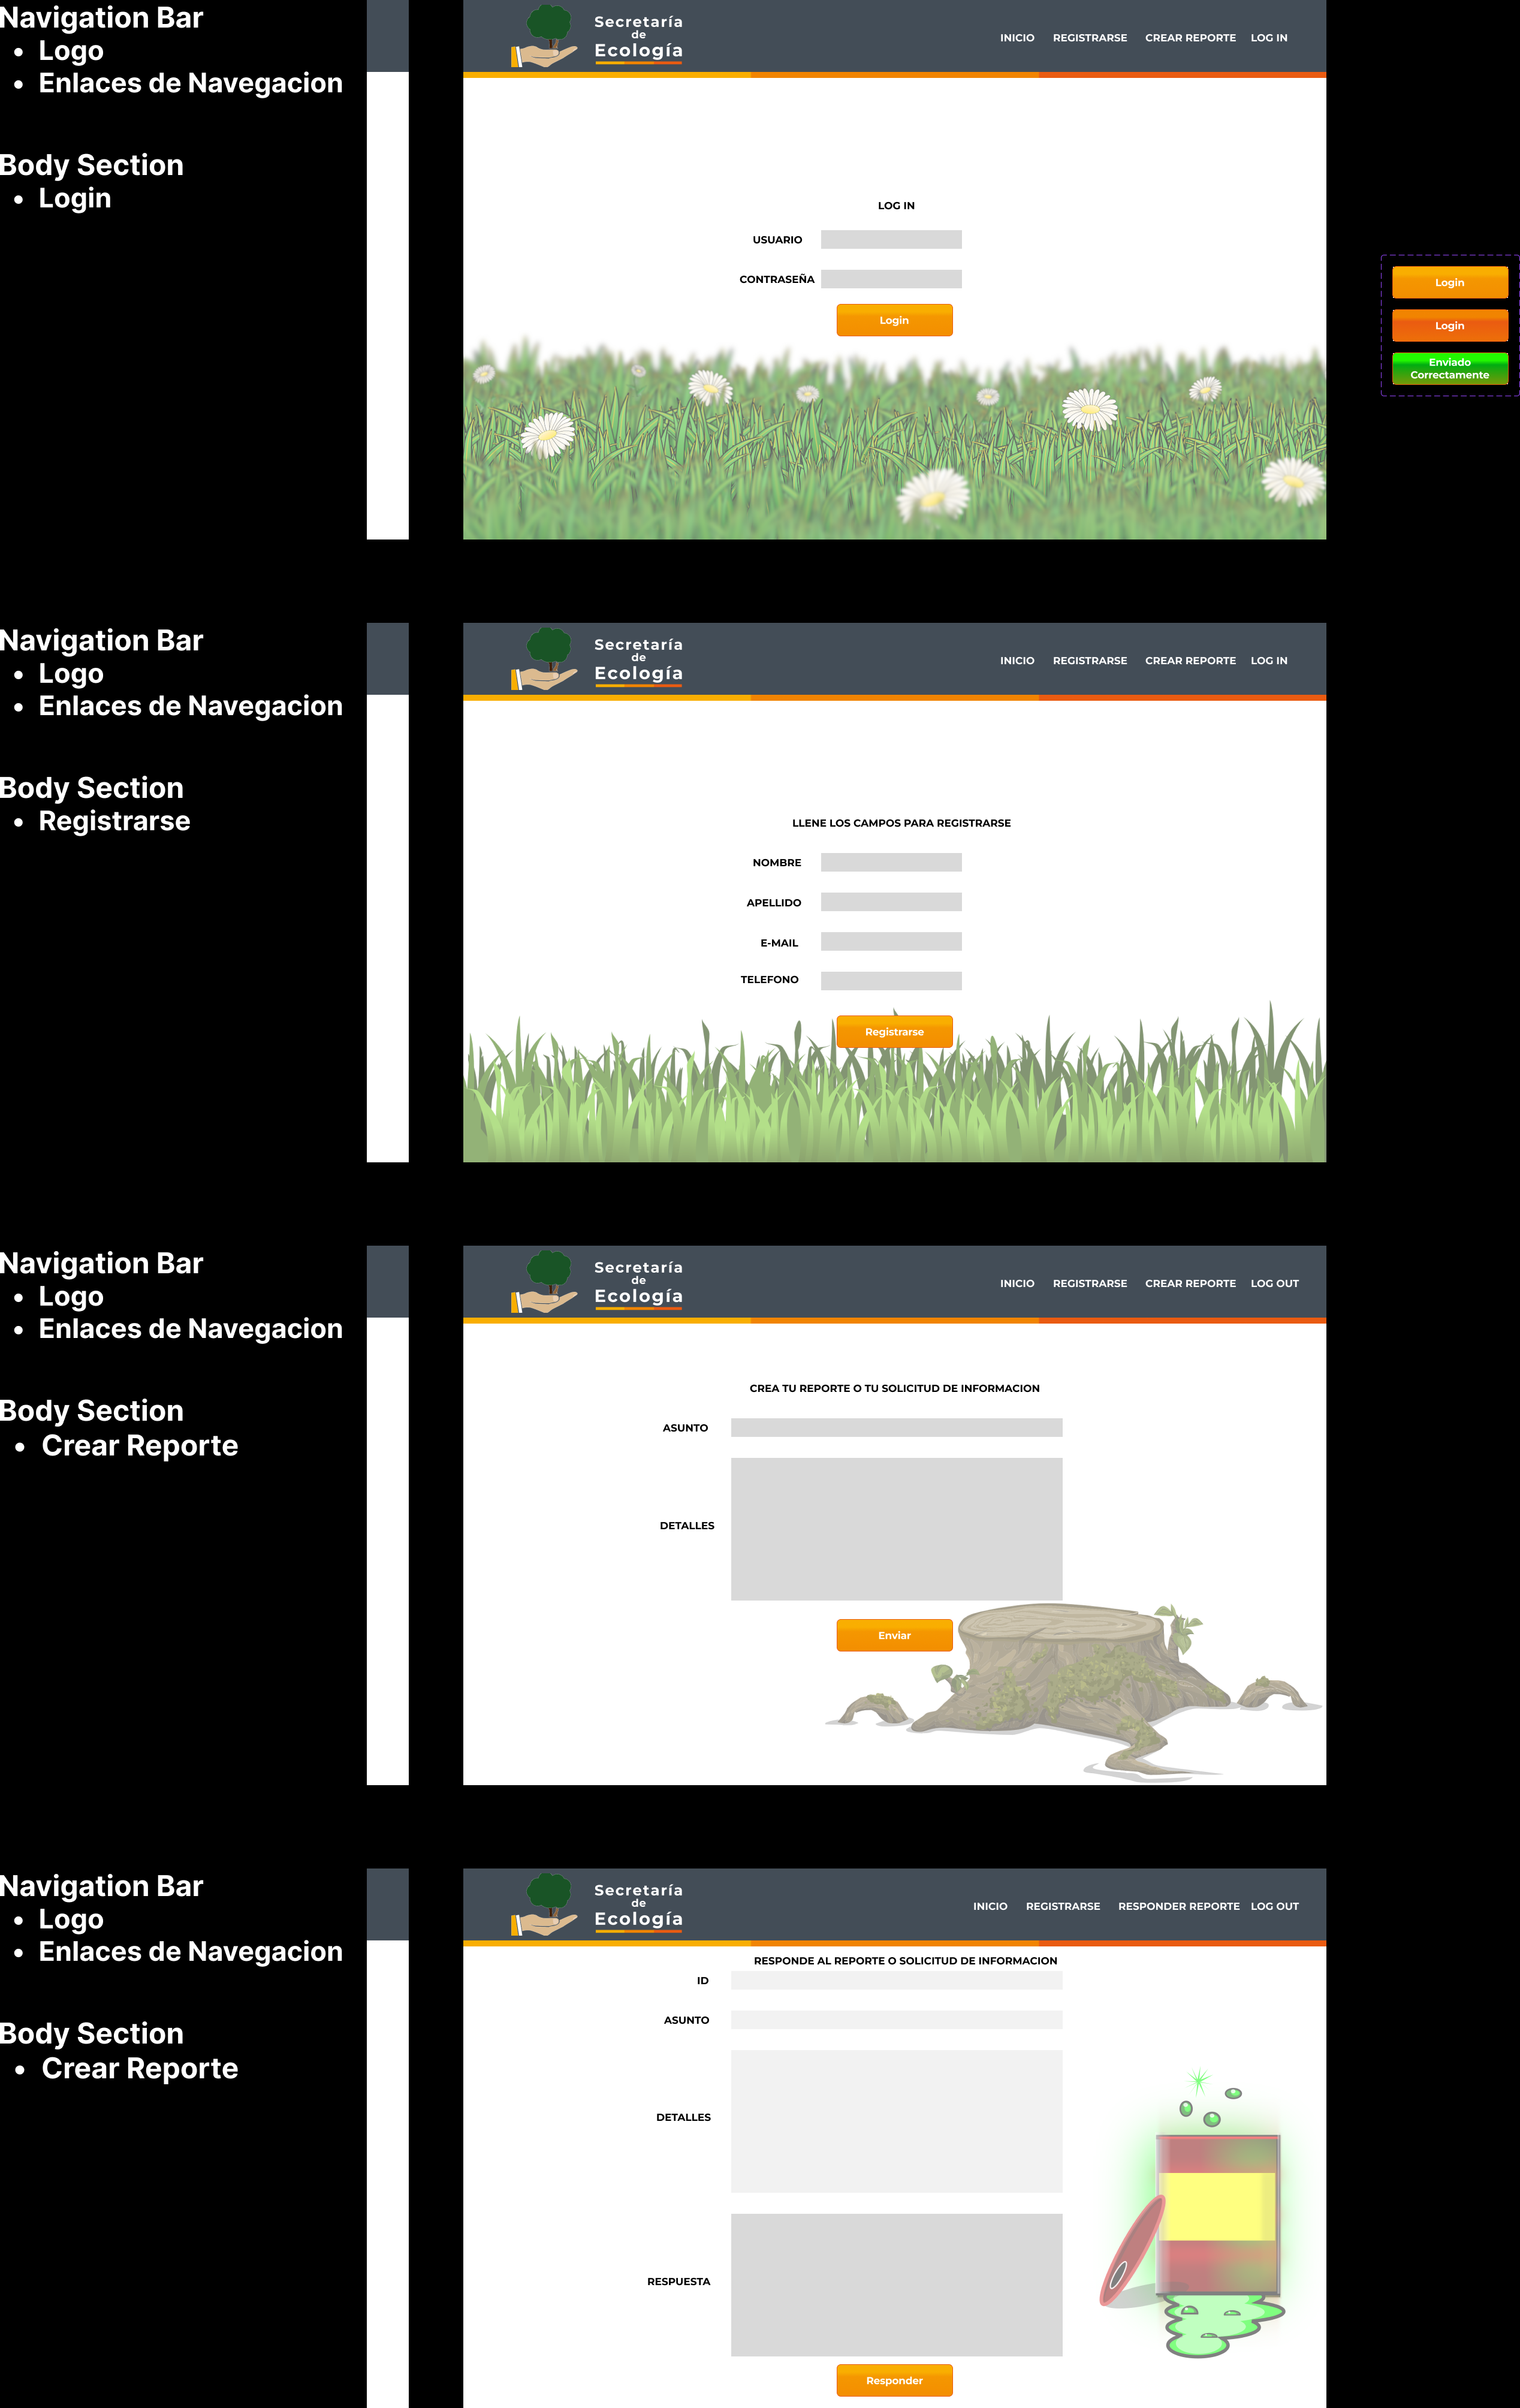 Navigation Bar
• Logo
• Enlaces de Navegacion
Body Section
• Login
Secretaría
de
Ecología
INICIO REGISTRARSE CREAR REPORTE LOG IN
LOG IN
USUARIO
CONTRASEÑA
Login
Login
Login
Enviado
Correctamente
Navigation Bar
• Logo
• Enlaces de Navegacion
Body Section
• Registrarse
Secretaría
de
Ecología
INICIO REGISTRARSE CREAR REPORTE LOG IN
LLENE LOS CAMPOS PARA REGISTRARSE
NOMBRE
APELLIDO
E-MAIL
TELEFONO
Registrarse
Navigation Bar
• Logo
• Enlaces de Navegacion
Body Section
• Crear Reporte
Secretaría
de
Ecología
INICIO REGISTRARSE CREAR REPORTE LOG OUT
CREA TU REPORTE O TU SOLICITUD DE INFORMACION
ASUNTO
DETALLES
Enviar
Navigation Bar
• Logo
• Enlaces de Navegacion
Body Section
• Crear Reporte
Secretaría
de
Ecología
INICIO REGISTRARSE RESPONDER REPORTE LOG OUT
RESPONDE AL REPORTE O SOLICITUD DE INFORMACION
ID
ASUNTO
DETALLES
RESPUESTA
Responder